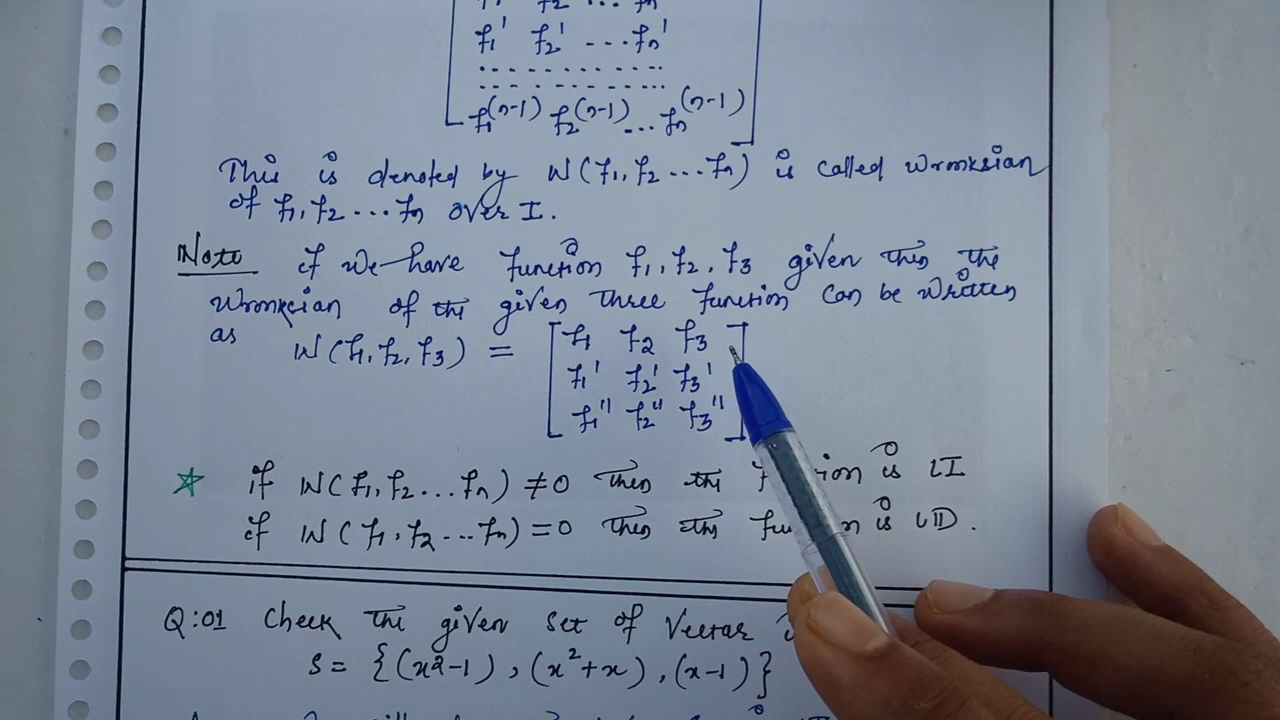 f1' f2' ...fn'
f1(n-1) f2(n-1) ...fn(n-1)
This is denoted by W(f1, f2 ... fn) is called wronksian
of f1, f2 ... fn over I.
Note if we have function f1, f2, f3 given then the
wronkcian of the given three function can be written
as W(f1, f2, f3) = [f1 f2 f3]
f1' f2' f3'
f1'' f2'' f3''
☆ if W(f1, f2 ... fn) ≠ 0 then the is LI
if W(f1, f2 ... fn) = 0 then the is LD.
Q:01 Check the given set of Vector
S = {(x2-1), (x²+x), (x-1)}